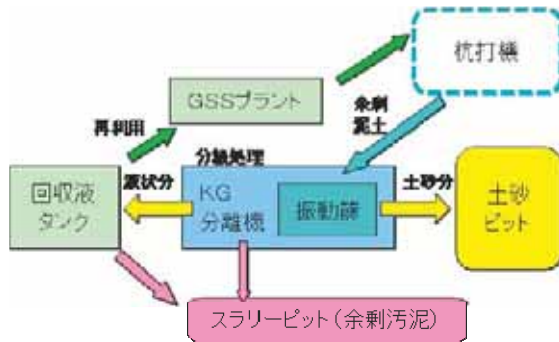 杭打機
GSSプラント
余剰
泥土
再利用
分級処理
回収液
タンク
液状分
KG
分離機
振動篩
土砂分
土砂
ピット
スラリーピット（余剰汚泥）